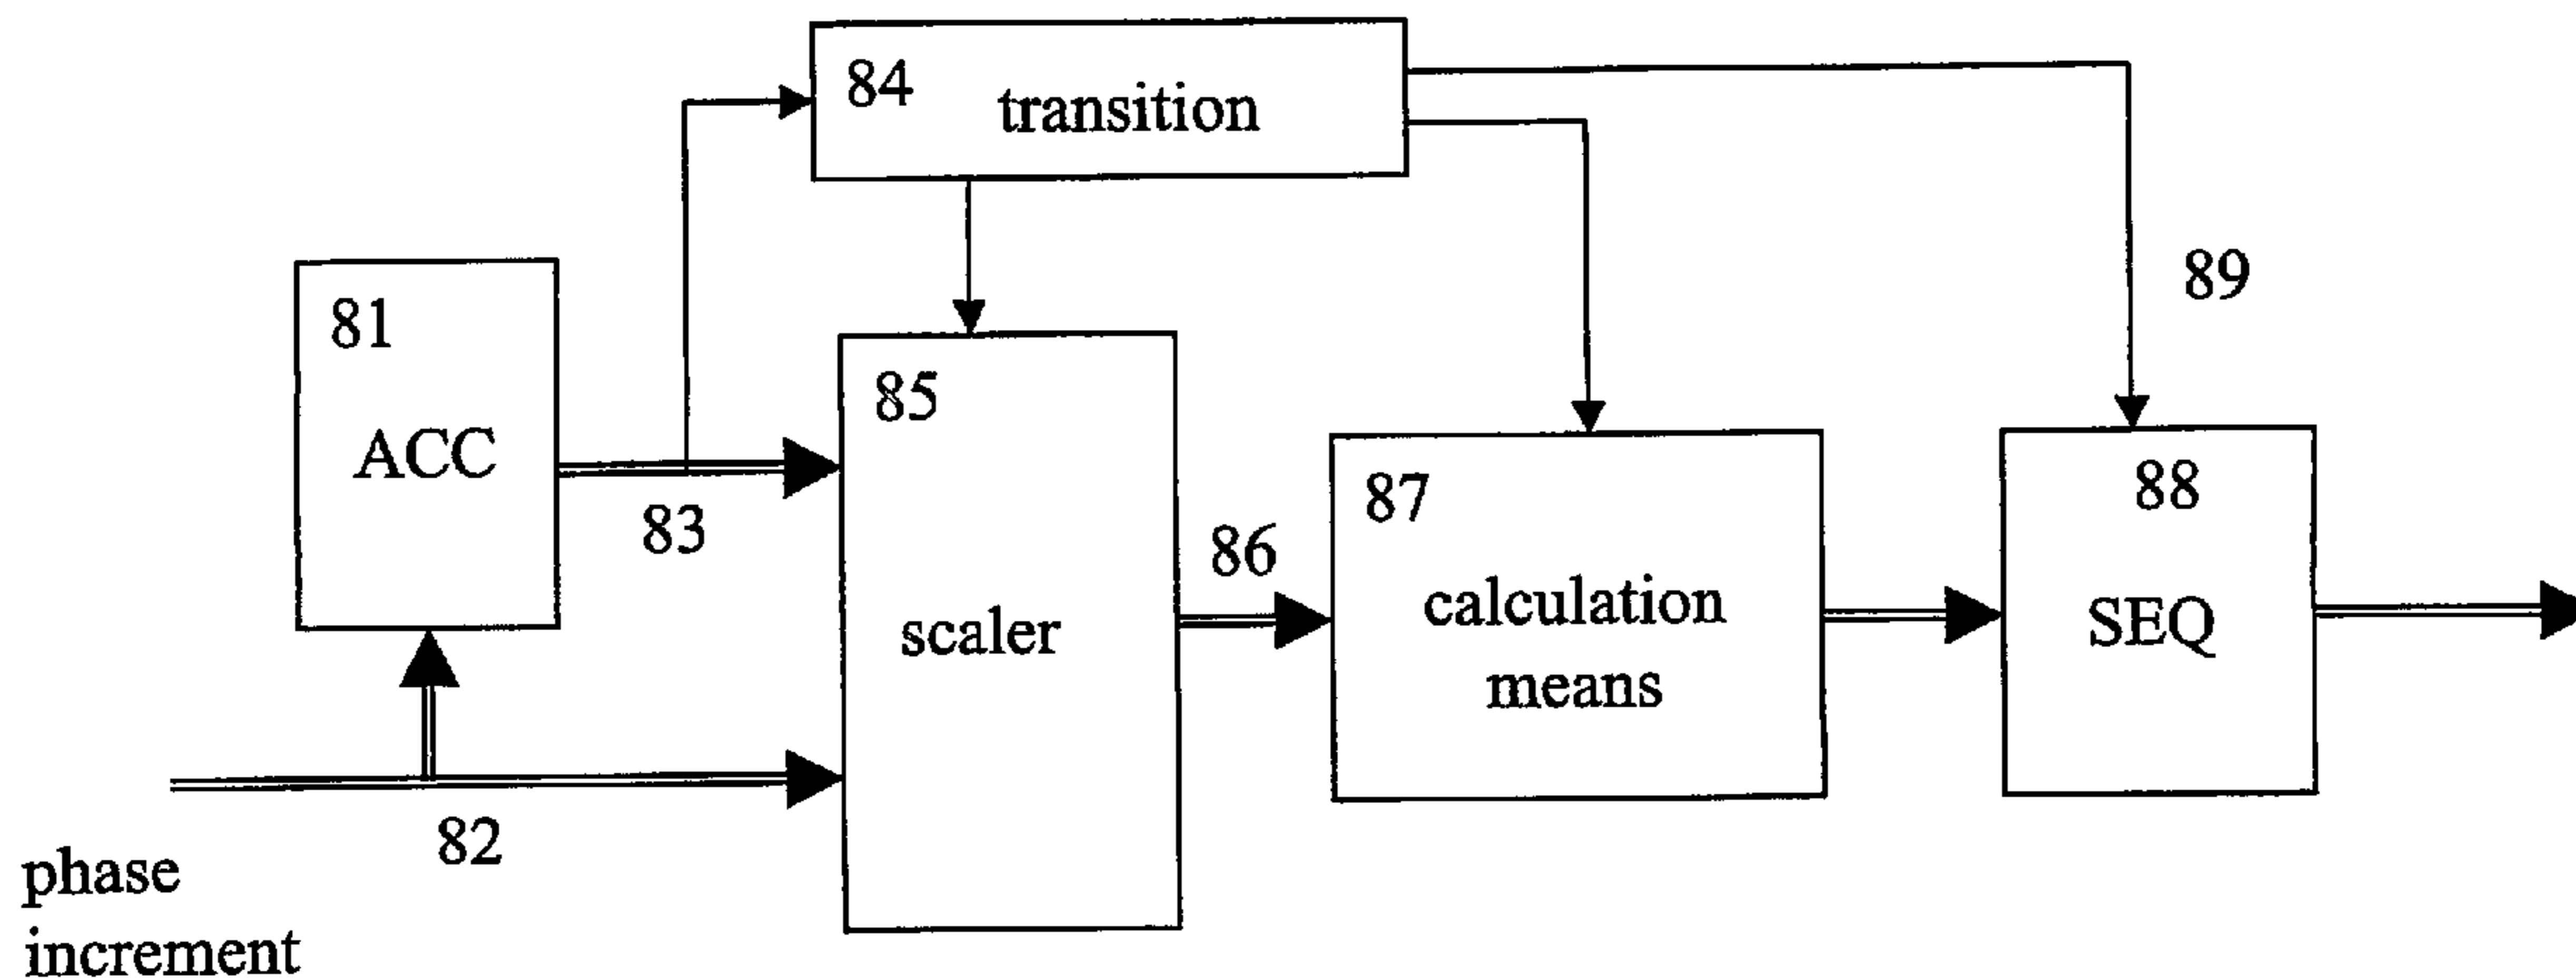 84
transition
89
81
ACC
83
85
scaler
86
87
calculation
means
88
SEQ
82
phase
increment